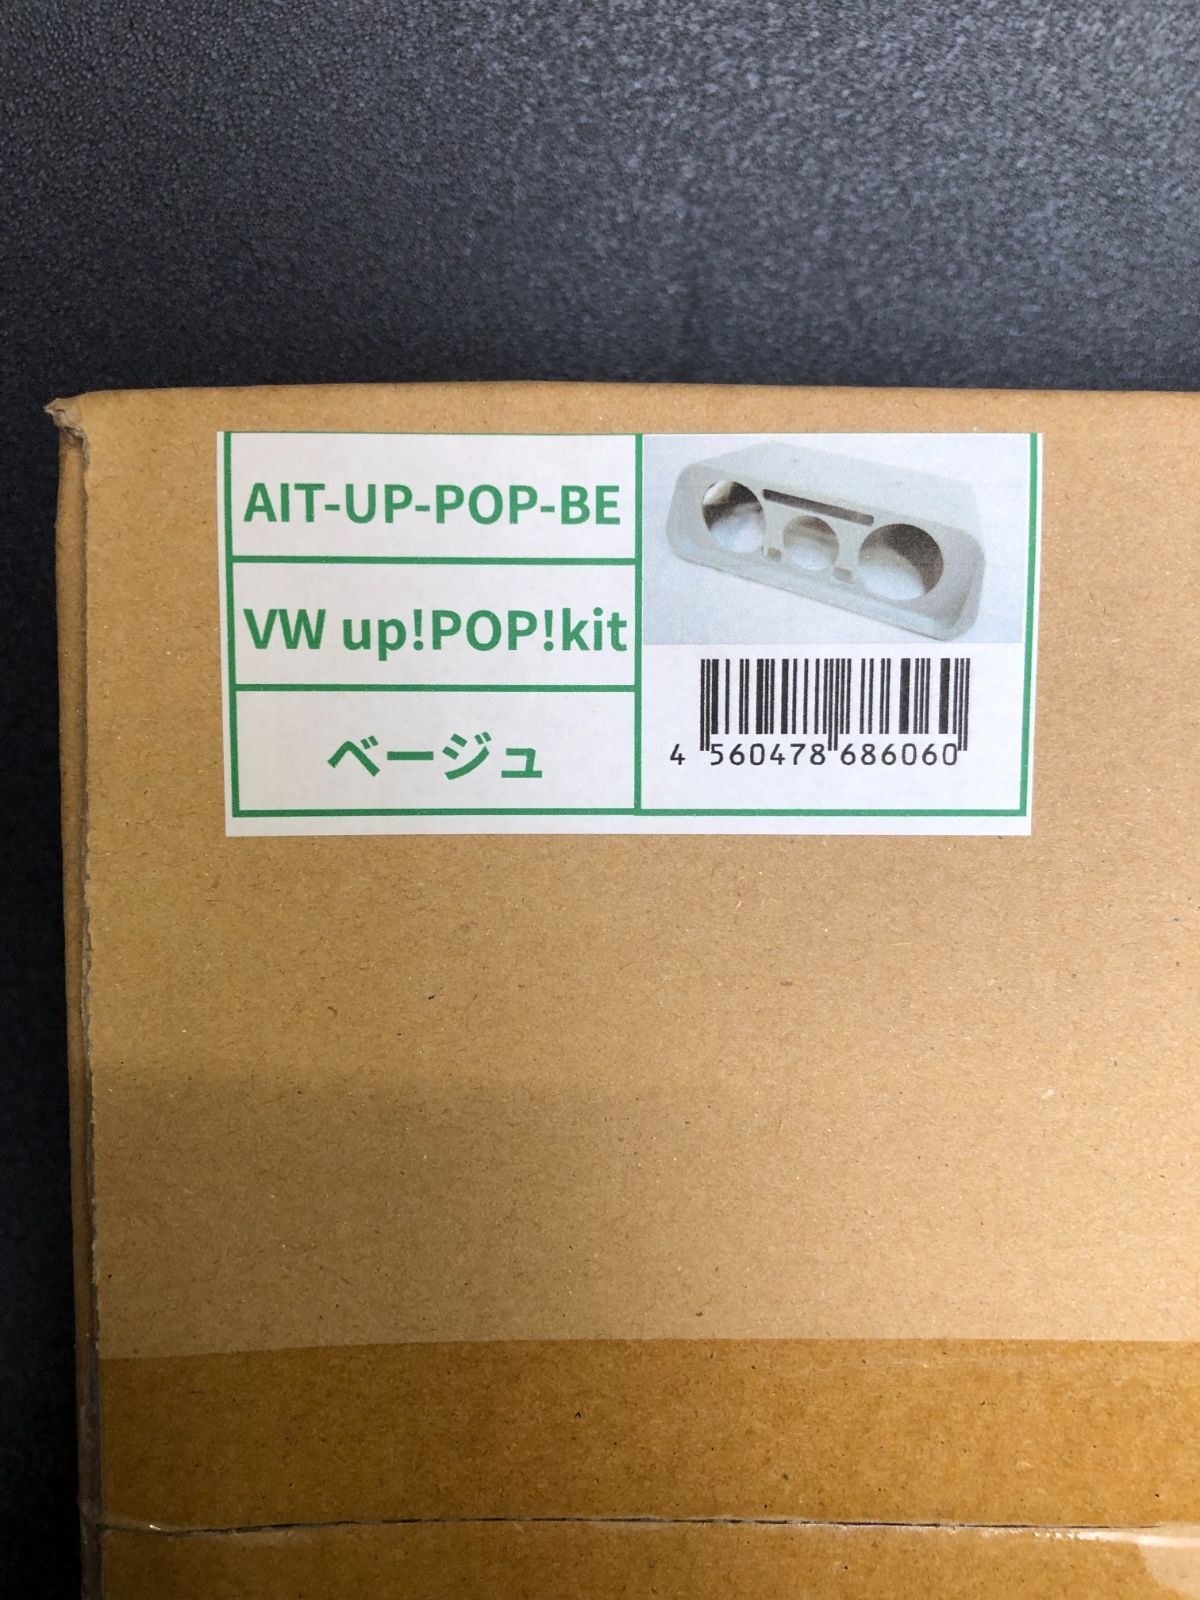 AIT-UP-POP-BE
VW up!POP!kit
ベージュ
4 560478 686060